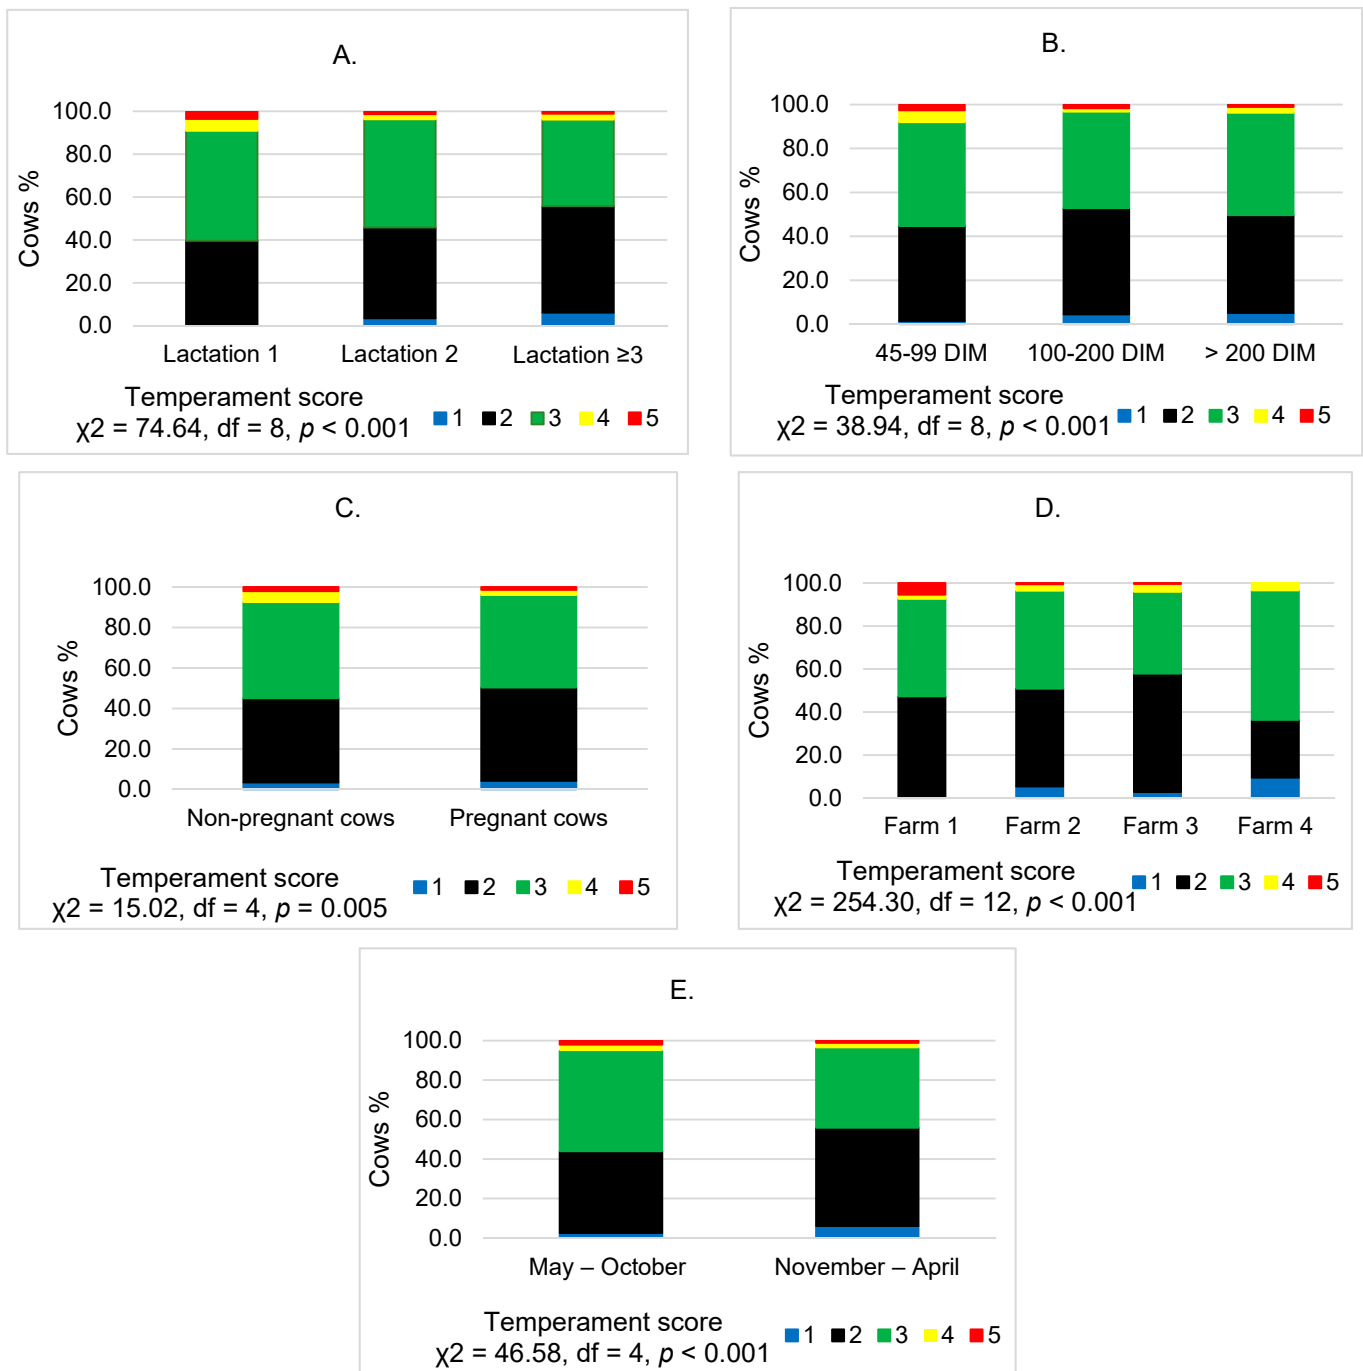 A.
100.0
80.0
60.0
40.0
20.0
0.0
Cows %
Lactation 1 Lactation 2 Lactation ≥3
Temperament score
χ2 = 74.64, df = 8, p < 0.001
1 2 3 4 5
B.
100.0
80.0
60.0
40.0
20.0
0.0
Cows %
45-99 DIM 100-200 DIM > 200 DIM
Temperament score
χ2 = 38.94, df = 8, p < 0.001
1 2 3 4 5
C.
100.0
80.0
60.0
40.0
20.0
0.0
Cows %
Non-pregnant cows Pregnant cows
Temperament score
χ2 = 15.02, df = 4, p = 0.005
1 2 3 4 5
D.
100.0
80.0
60.0
40.0
20.0
0.0
Cows %
Farm 1 Farm 2 Farm 3 Farm 4
Temperament score
χ2 = 254.30, df = 12, p < 0.001
1 2 3 4 5
E.
100.0
80.0
60.0
40.0
20.0
0.0
Cows %
May – October November – April
Temperament score
χ2 = 46.58, df = 4, p < 0.001
1 2 3 4 5